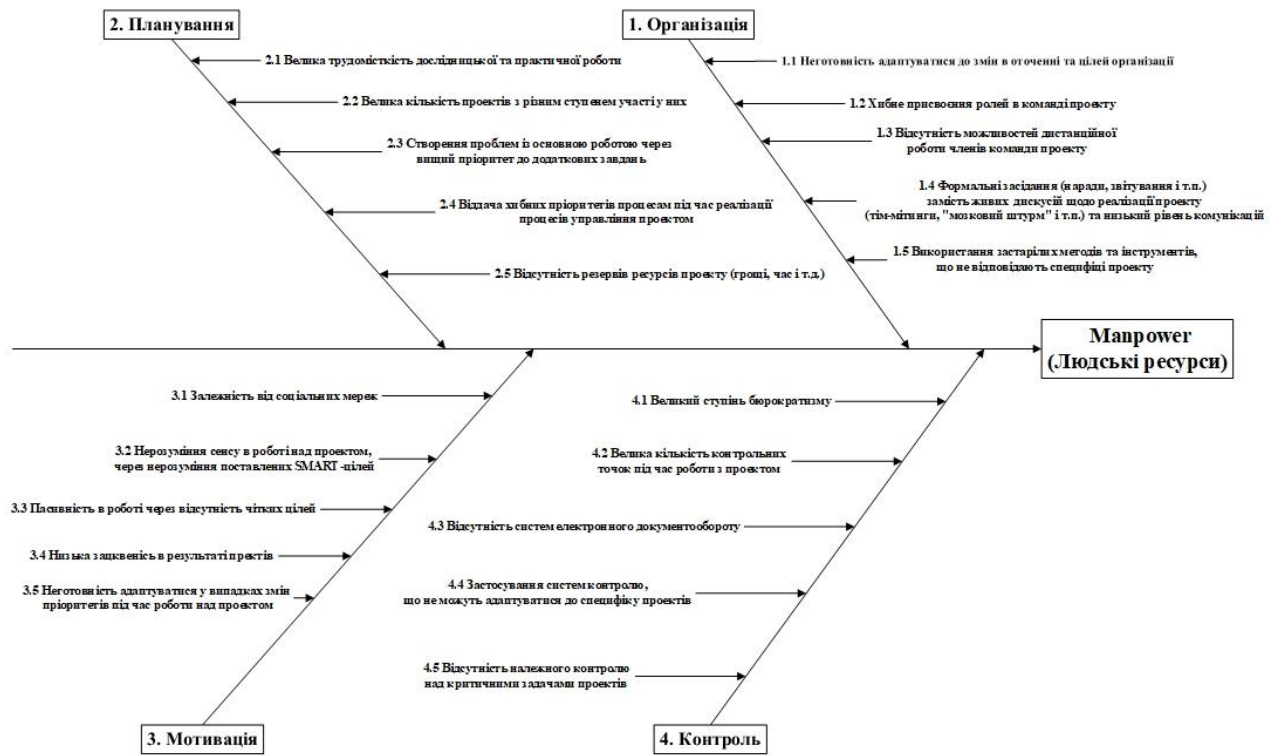 2. Планування
2.1 Велика трудомісткість дослідницької та практичної роботи
2.2 Велика кількість проектів з різним ступенем участі у них
2.3 Створення проблем із основною роботою через
вищий пріоритет до додаткових завдань
2.4 Віддача хибних пріоритетів процесам під час реалізації
процесів управління проектом
2.5 Відсутність резервів ресурсів проекту (гроші, час і т.д.)
1. Організація
1.1 Неготовність адаптуватися до змін в оточенні та цілей організації
1.2 Хибне присвоєння ролей в команді проекту
1.3 Відсутність можливостей дистанційної
роботи членів команди проекту
1.4 Формальні засідання (наради, звітування і т.п.)
замість живих дискусій щодо реалізації проекту
(тім-мітинги, "мозковий штурм" і т.п.) та низький рівень комунікацій
1.5 Використання застарілих методів та інструментів,
що не відповідають специфіці проекту
Manpower
(Людські ресурси)
3.1 Залежність від соціальних мереж
3.2 Нерозуміння сенсу в роботі над проектом,
через нерозуміння поставлених SMART-цілей
3.3 Пасивність в роботі через відсутність чітких цілей
3.4 Низька зацквенісь в результаті пректів
3.5 Неготовність адаптуватися у випадках змін
пріоритетів під час роботи над проектом
3. Мотивація
4.1 Великий ступінь бюрократизму
4.2 Велика кількість контрольних
точок під час роботи з проектом
4.3 Відсутність систем електронного документообороту
4.4 Застосування систем контролю,
що не можуть адаптуватися до специфіку проектів
4.5 Відсутність належного контролю
над критичними задачами проектів
4. Контроль